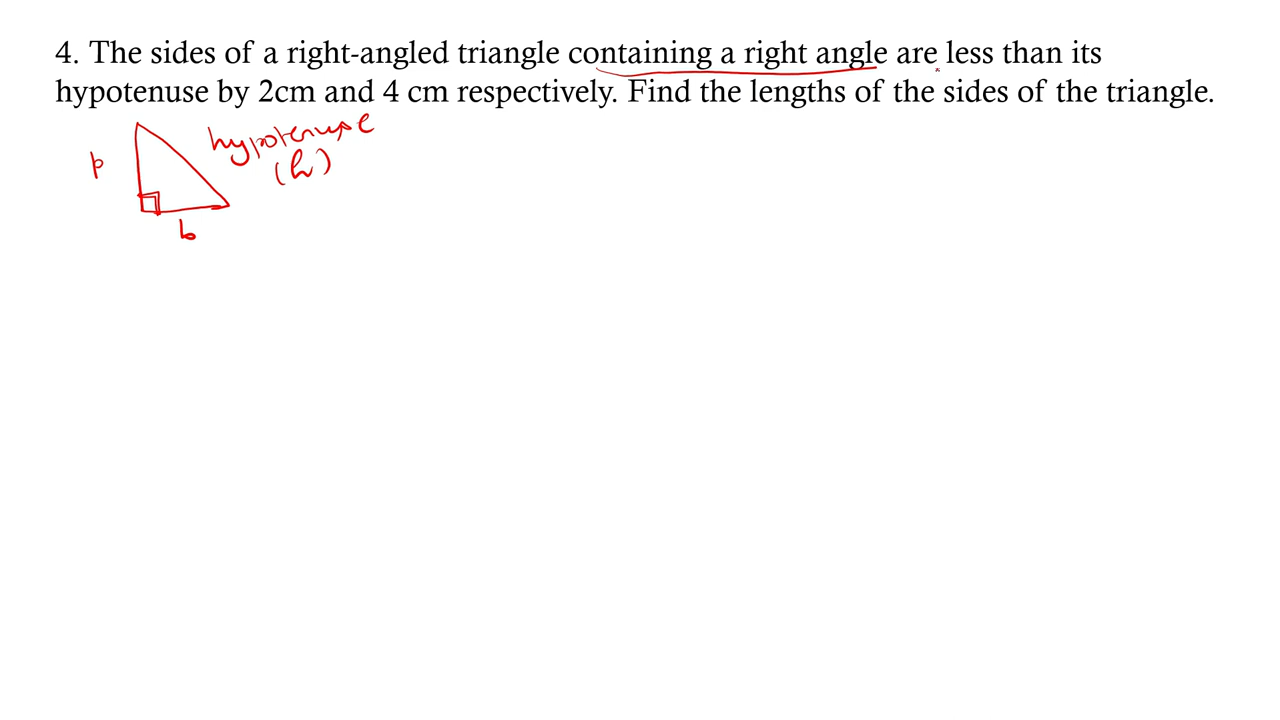 4. The sides of a right-angled triangle containing a right angle are less than its
hypotenuse by 2cm and 4 cm respectively. Find the lengths of the sides of the triangle.
hypotenuse
(h)
p
b